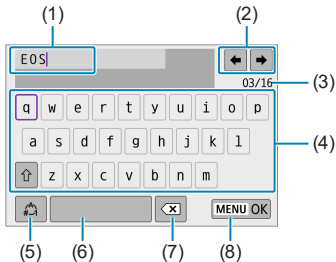 (1) (2)
EOS
03/16 (3)
q w e r t y u i o p
a s d f g h j k l (4)
z x c v b n m
MENU OK
(5) (6) (7) (8)